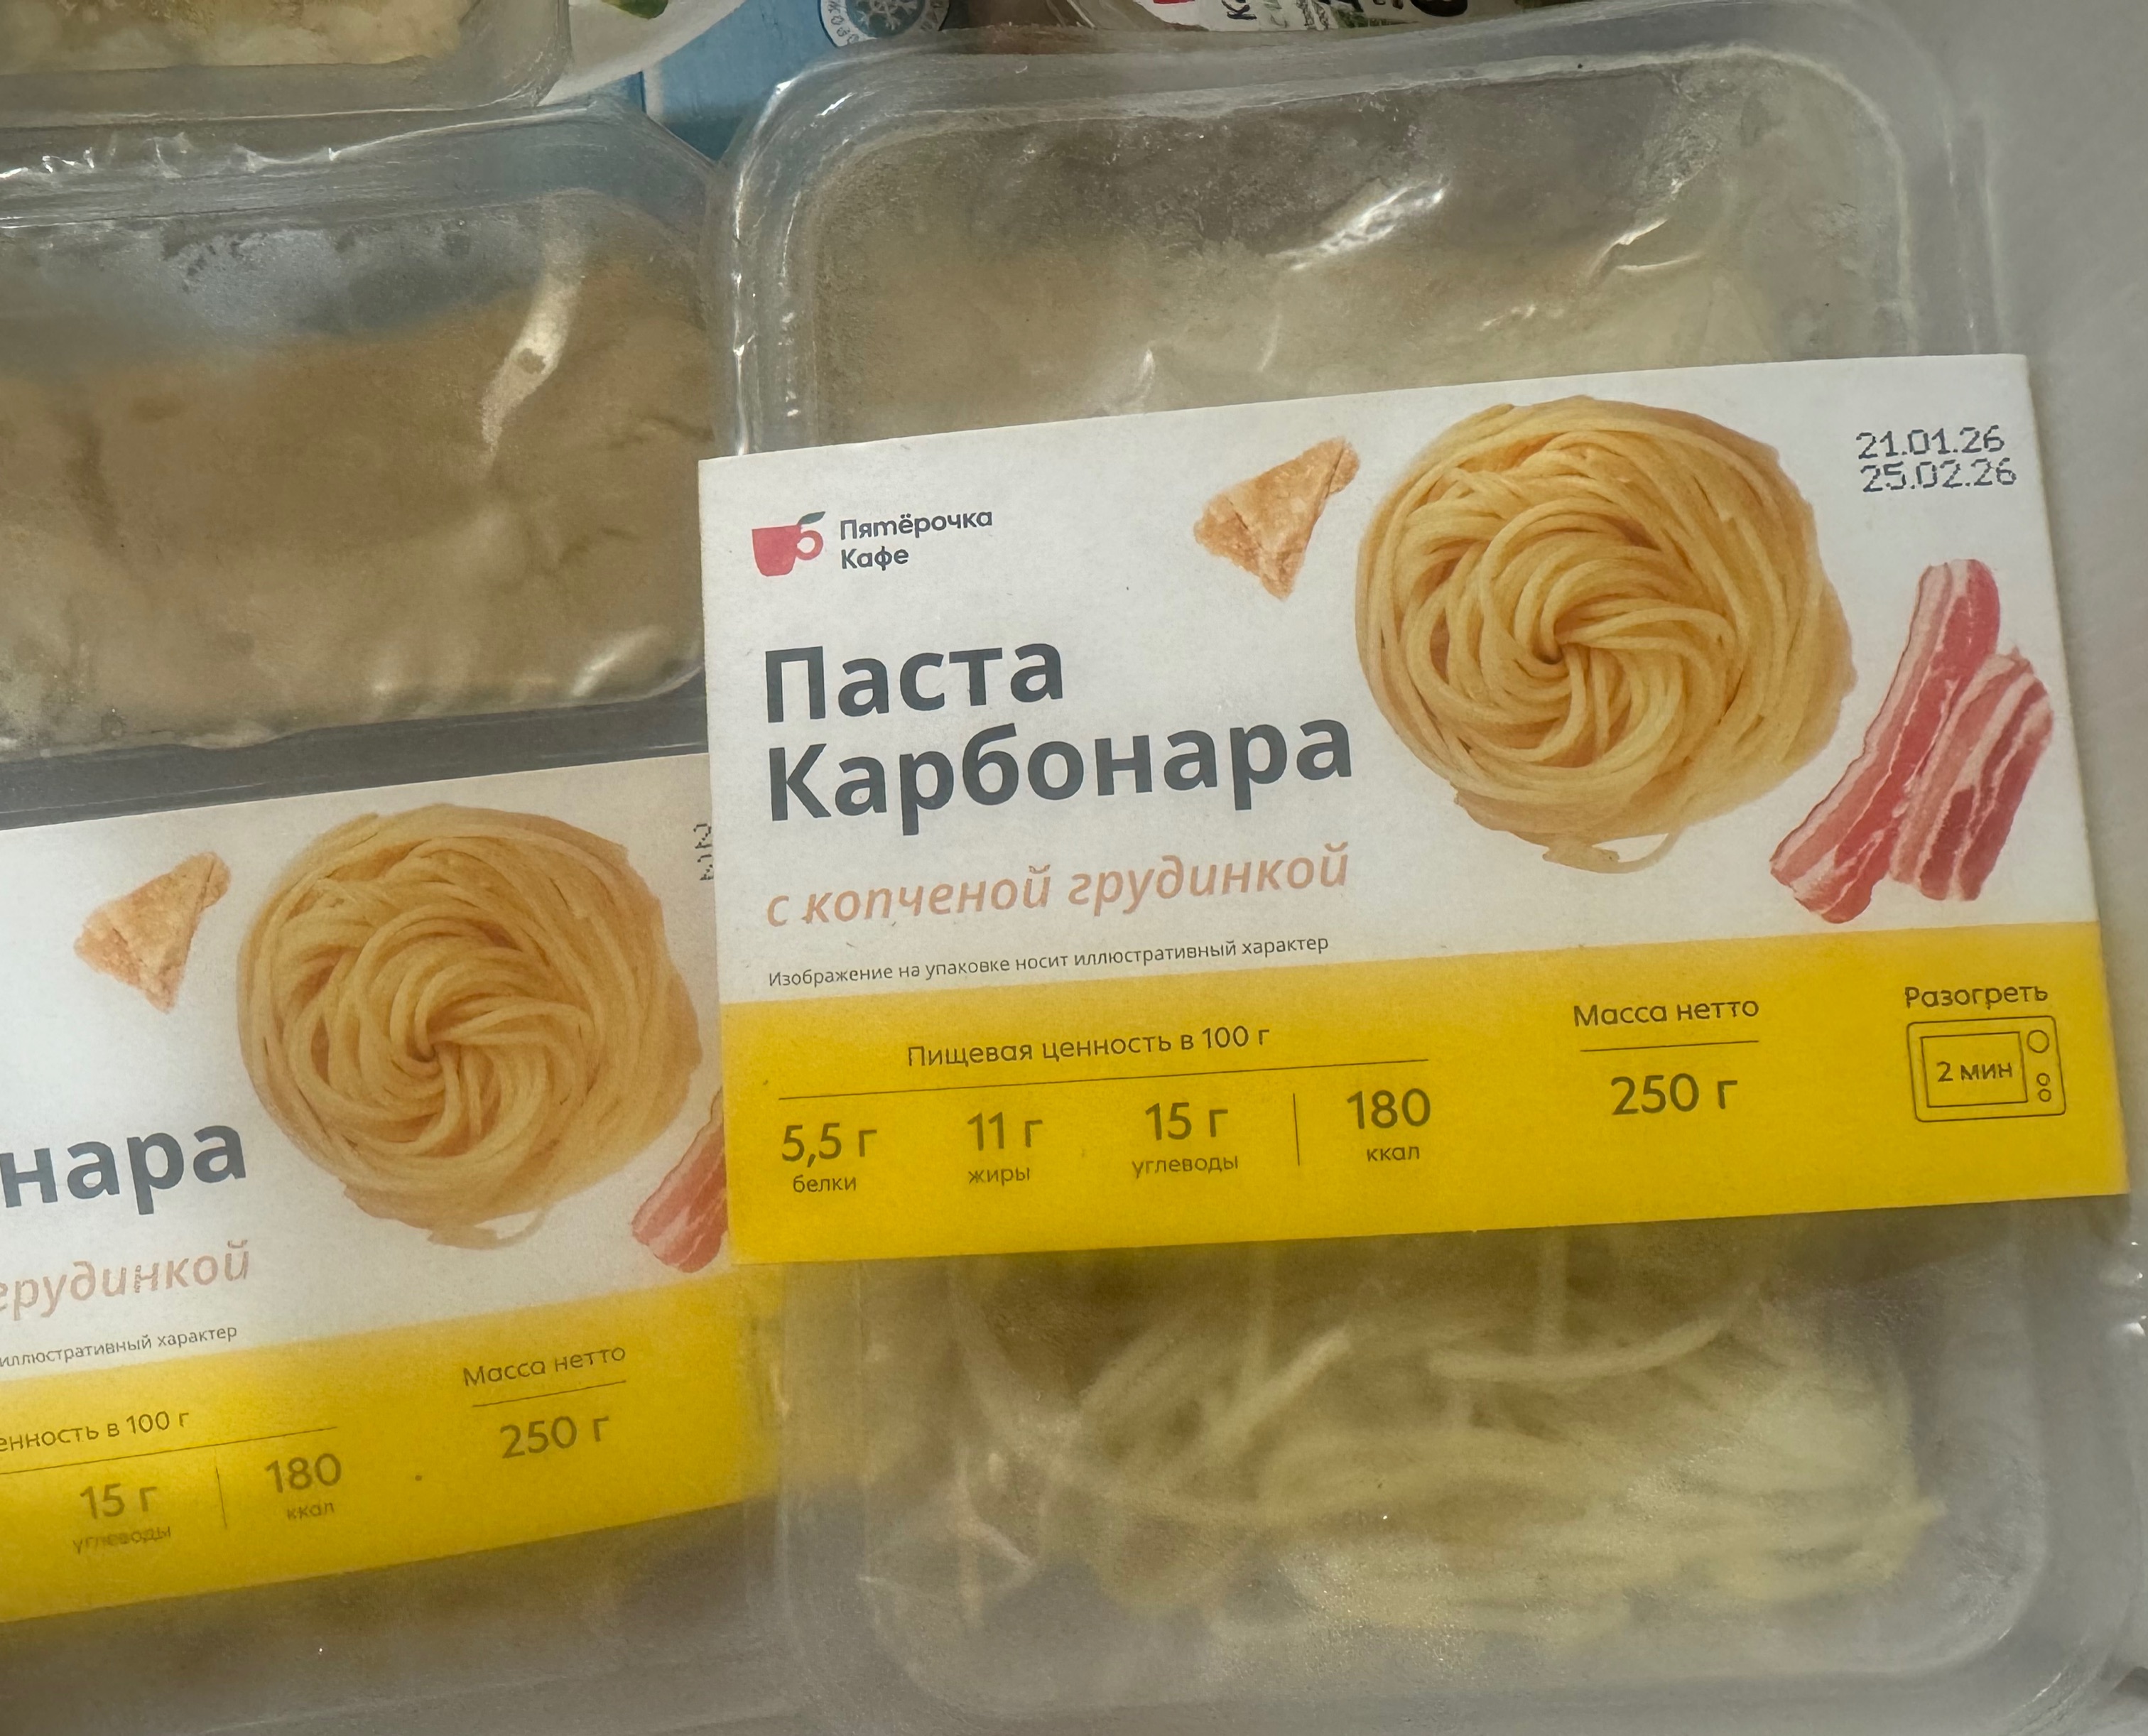 21.01.26
25.02.26
Пятёрочка
Кафе
Паста
Карбонара
с копченой грудинкой
Изображение на упаковке носит иллюстративный характер
Пищевая ценность в 100 г
5,5 г
белки
11 г
жиры
15 г
углеводы
180
ккал
Масса нетто
250 г
Разогреть
2 мин
нара
грудинкой
иллюстративный характер
енность в 100 г
15 г
углеводы
180
ккал
Масса нетто
250 г